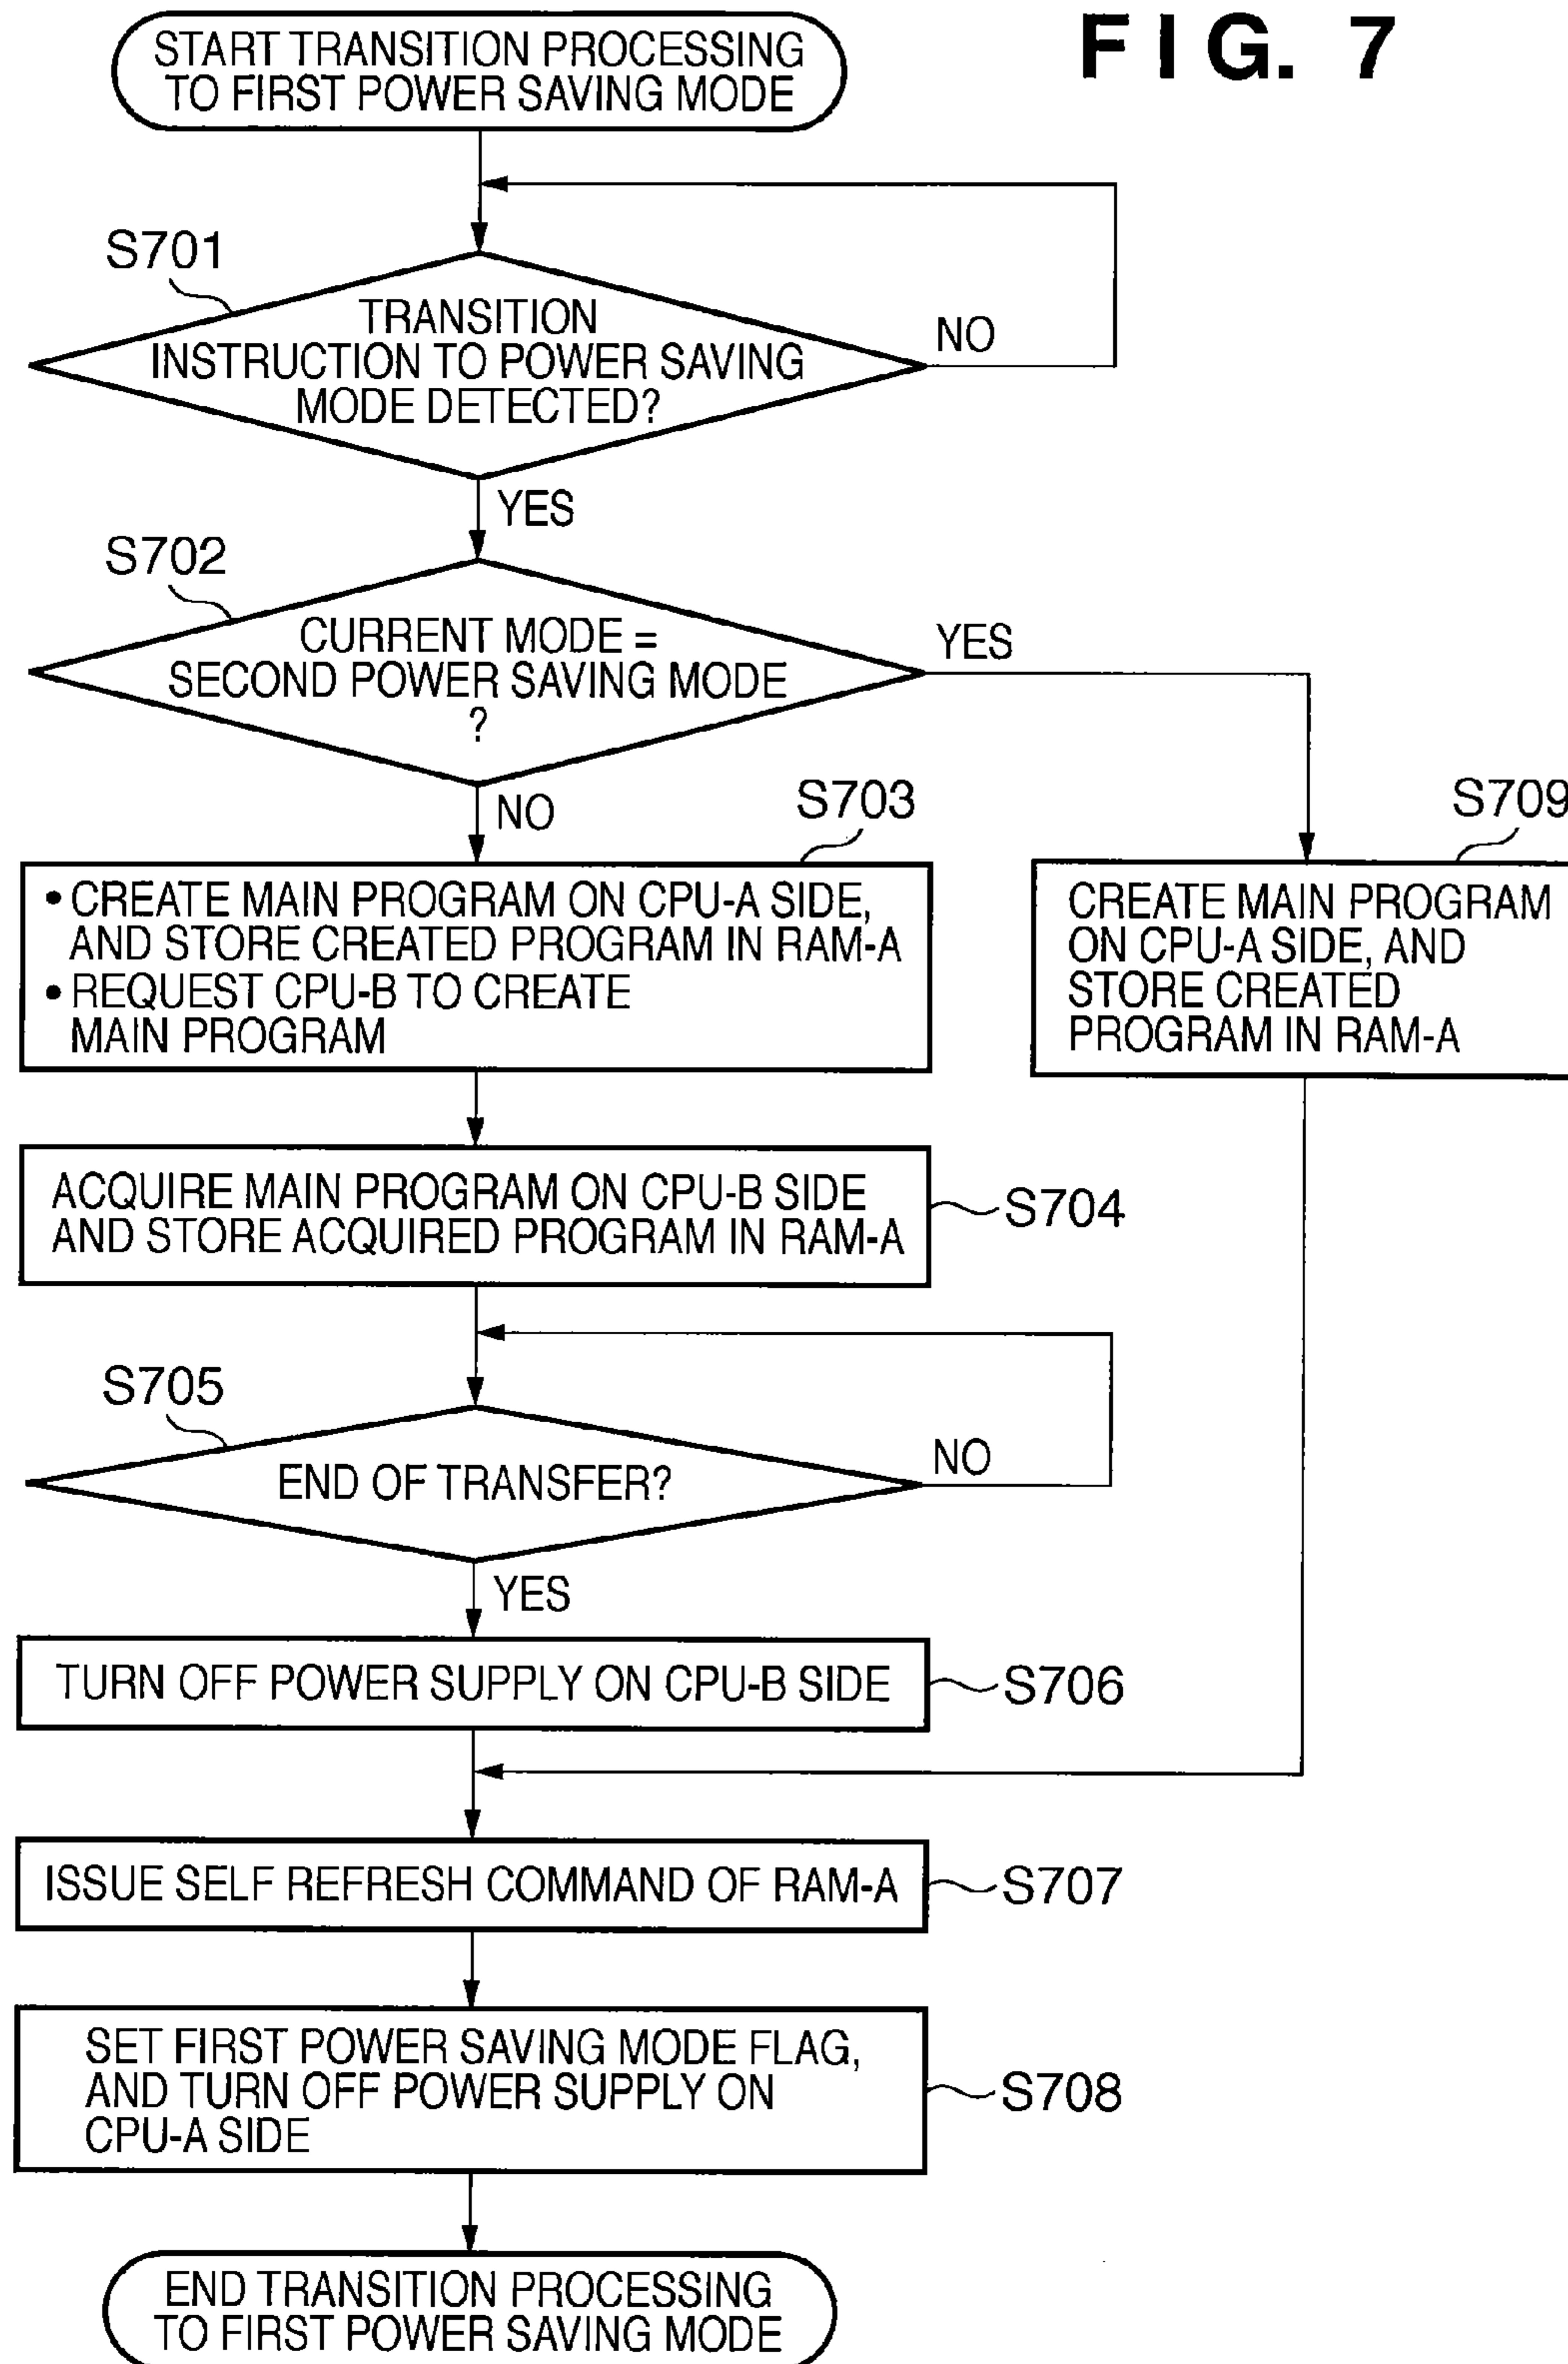 FIG. 7
START TRANSITION PROCESSING
TO FIRST POWER SAVING MODE
S701
TRANSITION
INSTRUCTION TO POWER SAVING
MODE DETECTED?
NO
YES
S702
CURRENT MODE =
SECOND POWER SAVING MODE
?
YES
NO
S703
• CREATE MAIN PROGRAM ON CPU-A SIDE,
AND STORE CREATED PROGRAM IN RAM-A
• REQUEST CPU-B TO CREATE
MAIN PROGRAM
S709
CREATE MAIN PROGRAM
ON CPU-A SIDE, AND
STORE CREATED
PROGRAM IN RAM-A
ACQUIRE MAIN PROGRAM ON CPU-B SIDE
AND STORE ACQUIRED PROGRAM IN RAM-A
S704
S705
END OF TRANSFER?
NO
YES
TURN OFF POWER SUPPLY ON CPU-B SIDE
S706
ISSUE SELF REFRESH COMMAND OF RAM-A
S707
SET FIRST POWER SAVING MODE FLAG,
AND TURN OFF POWER SUPPLY ON
CPU-A SIDE
S708
END TRANSITION PROCESSING
TO FIRST POWER SAVING MODE